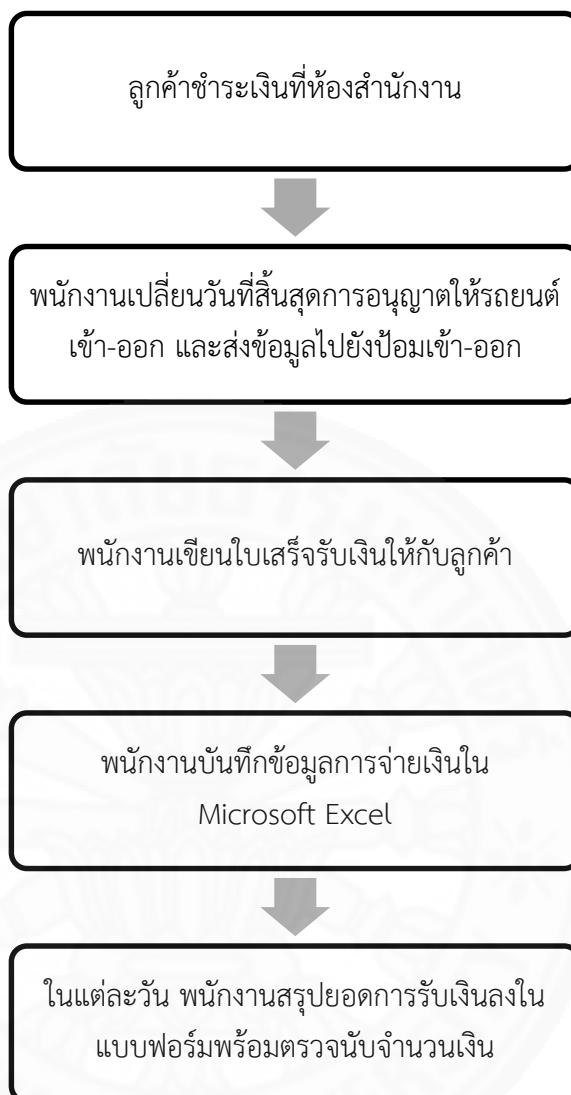 ลูกค้าชำระเงินที่ห้องสำนักงาน
พนักงานเปลี่ยนวันที่สิ้นสุดการอนุญาตให้รถยนต์
เข้า-ออก และส่งข้อมูลไปยังป้อมเข้า-ออก
พนักงานเขียนใบเสร็จรับเงินให้กับลูกค้า
พนักงานบันทึกข้อมูลการจ่ายเงินใน
Microsoft Excel
ในแต่ละวัน พนักงานสรุปยอดการรับเงินลงใน
แบบฟอร์มพร้อมตรวจนับจำนวนเงิน